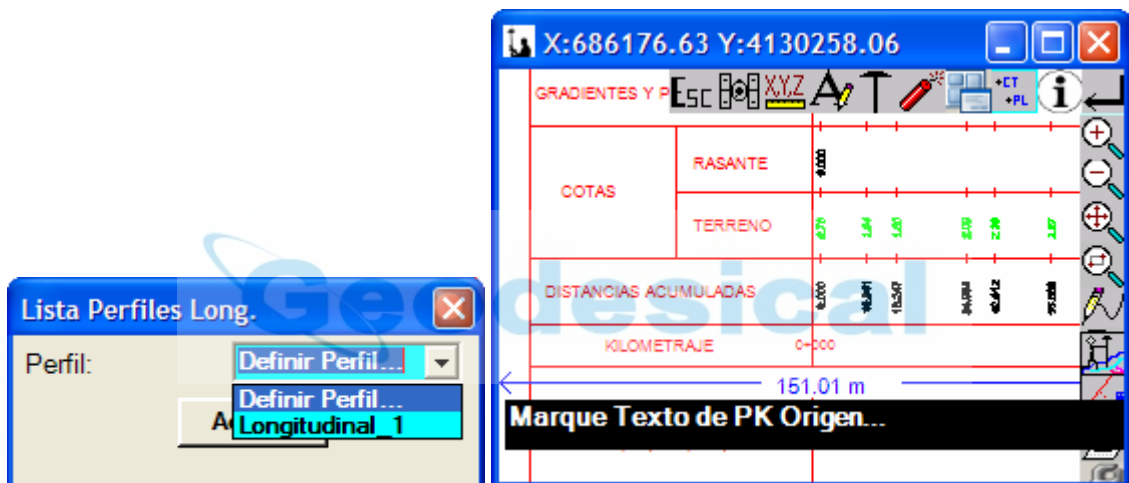 Lista Perfiles Long.
Perfil:
Definir Perfil...
Definir Perfil...
Longitudinal_1
X:686176.63 Y:4130258.06
GRADIENTES Y P
Esc
X,Y,Z
+CT
+PL
COTAS
RASANTE
TERRENO
DISTANCIAS ACUMULADAS
KILOMETRAJE
0+000
151.01 m
Marque Texto de PK Origen...
Geodesical